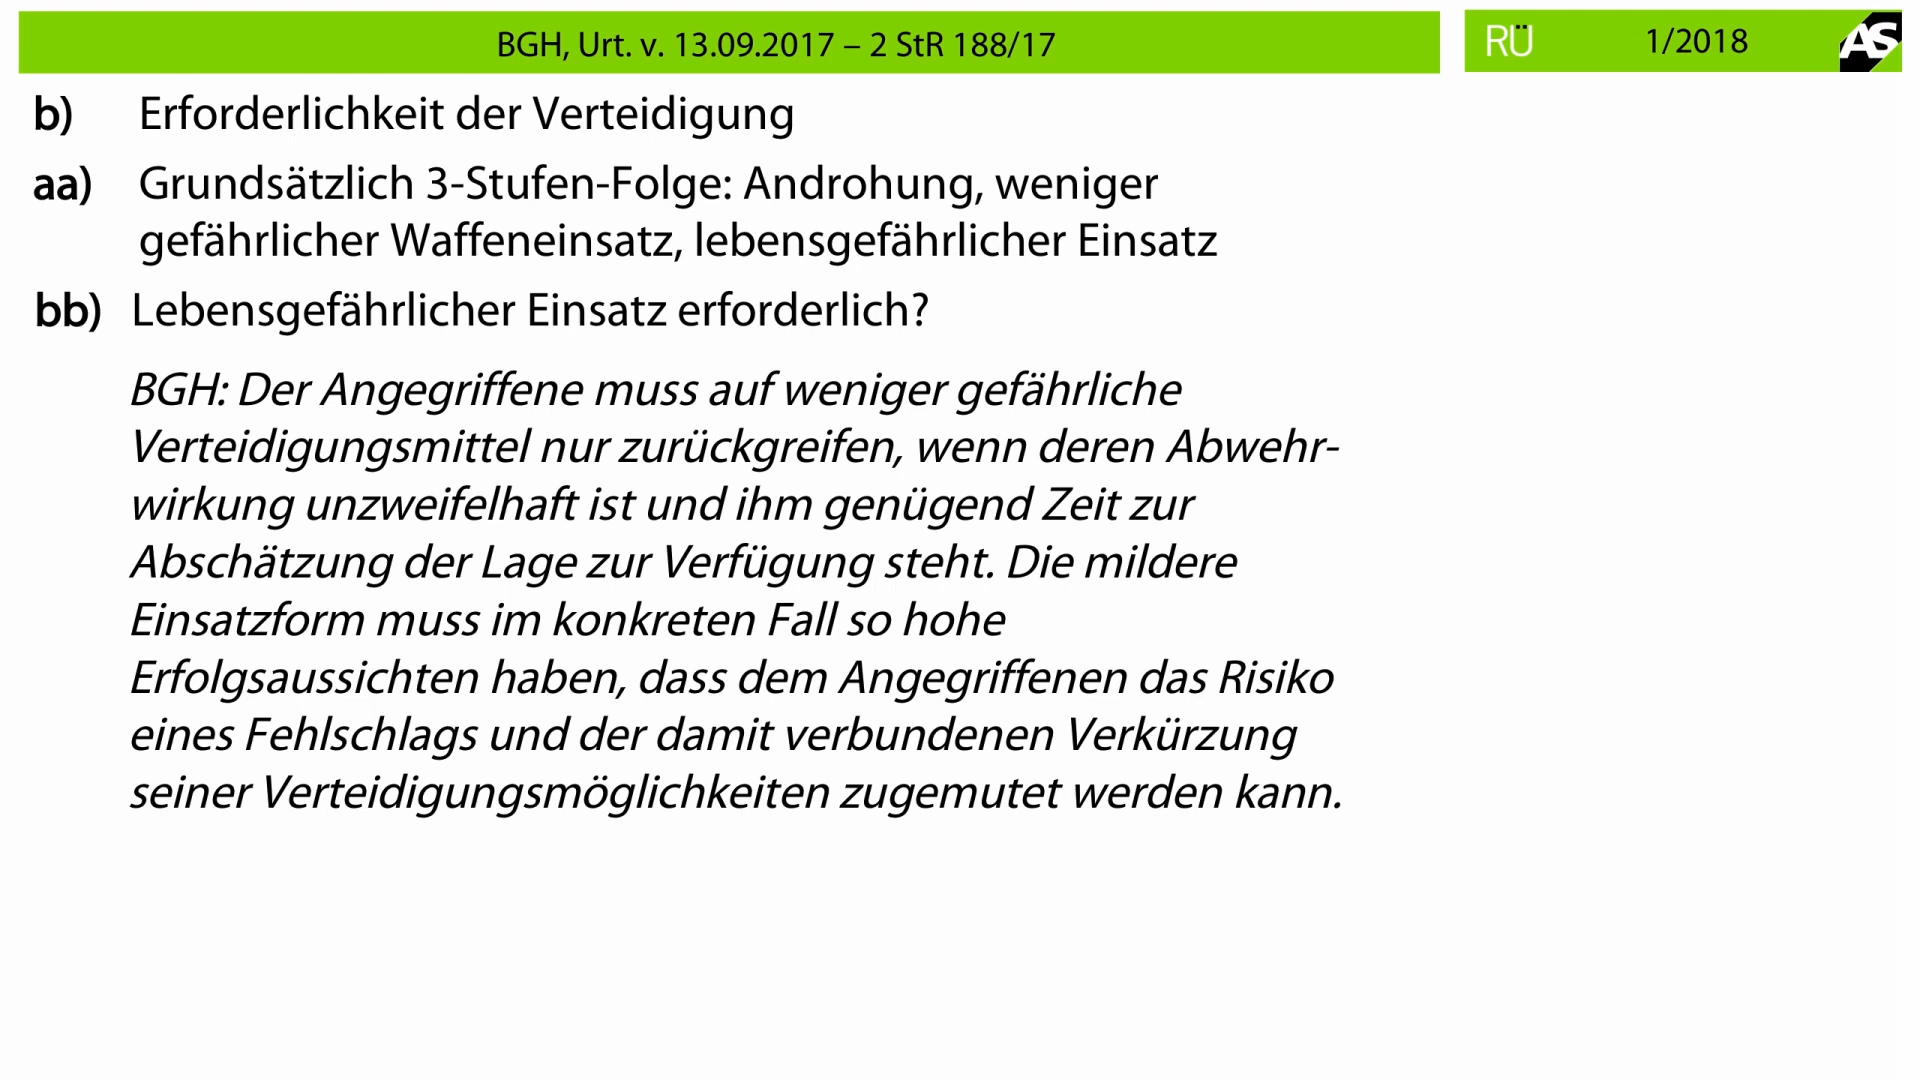 BGH, Urt. v. 13.09.2017 – 2 StR 188/17
RÜ 1/2018 AS
b) Erforderlichkeit der Verteidigung
aa) Grundsätzlich 3-Stufen-Folge: Androhung, weniger
gefährlicher Waffeneinsatz, lebensgefährlicher Einsatz
bb) Lebensgefährlicher Einsatz erforderlich?
BGH: Der Angegriffene muss auf weniger gefährliche
Verteidigungsmittel nur zurückgreifen, wenn deren Abwehr-
wirkung unzweifelhaft ist und ihm genügend Zeit zur
Abschätzung der Lage zur Verfügung steht. Die mildere
Einsatzform muss im konkreten Fall so hohe
Erfolgsaussichten haben, dass dem Angegriffenen das Risiko
eines Fehlschlags und der damit verbundenen Verkürzung
seiner Verteidigungsmöglichkeiten zugemutet werden kann.